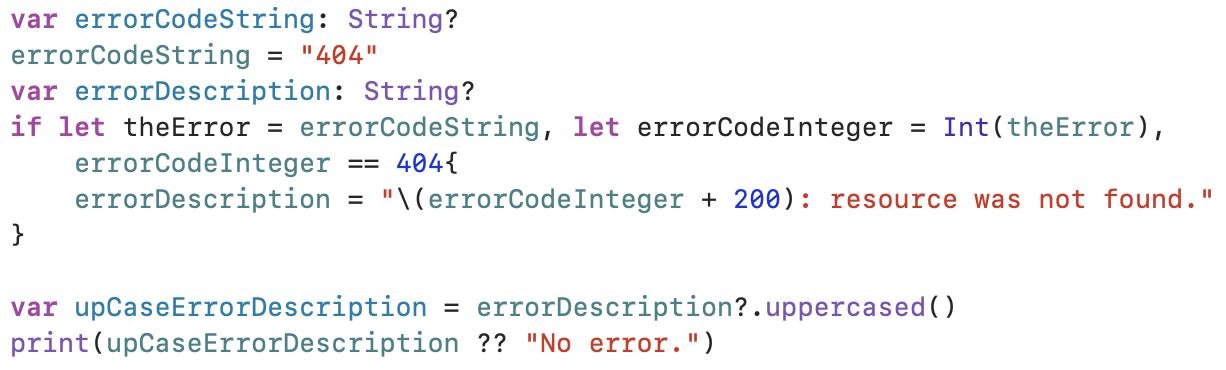 var errorCodeString: String?
errorCodeString = "404"
var errorDescription: String?
if let theError = errorCodeString, let errorCodeInteger = Int(theError),
    errorCodeInteger == 404{
    errorDescription = "\(errorCodeInteger + 200): resource was not found."
}

var upCaseErrorDescription = errorDescription?.uppercased()
print(upCaseErrorDescription ?? "No error.")